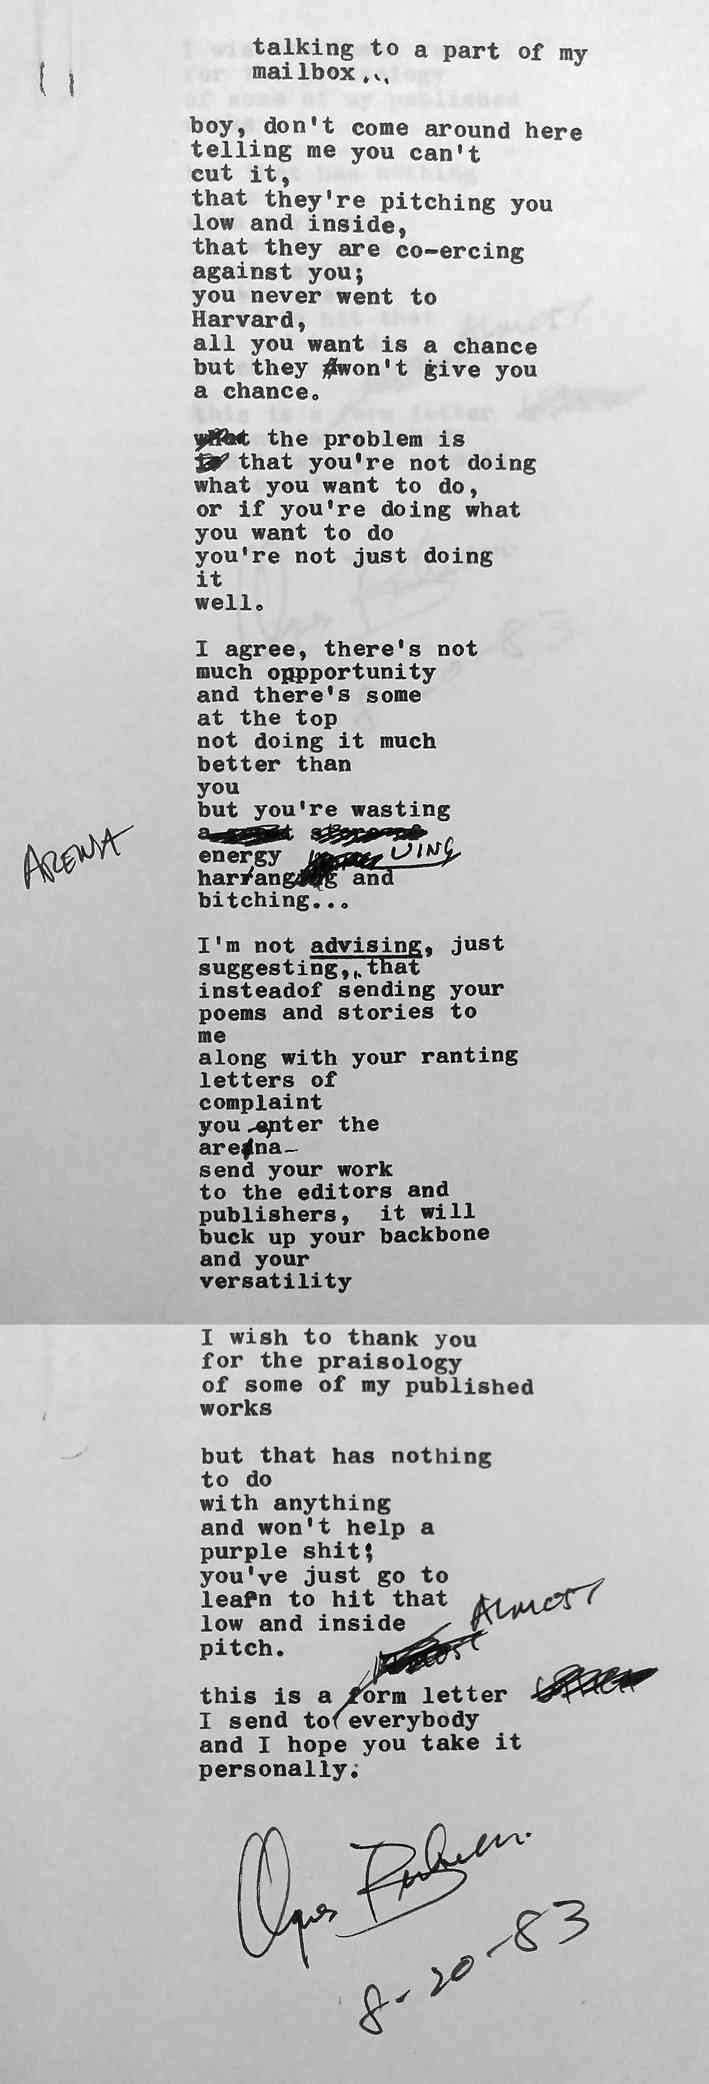 talking to a part of my
mailbox...
boy, don't come around here
telling me you can't
cut it,
that they're pitching you
low and inside,
that they are co-ercing
against you;
you never went to
Harvard,
all you want is a chance
but they won't give you
a chance.
the problem is
that you're not doing
what you want to do,
or if you're doing what
you want to do
you're not just doing
it
well.
I agree, there's not
much oppportunity
and there's some
at the top
not doing it much
better than
you
but you're wasting
energy UING
harrang and
bitching...
ARENA
I'm not advising, just
suggesting, that
insteadof sending your
poems and stories to
me
along with your ranting
letters of
complaint
you enter the
arena-
send your work
to the editors and
publishers, it will
buck up your backbone
and your
versatility
I wish to thank you
for the praisology
of some of my published
works
but that has nothing
to do
with anything
and won't help a
purple shit;
you've just go to
learn to hit that
low and inside
pitch.
ALMOST
this is a form letter
I send to everybody
and I hope you take it
personally.
8-20-83